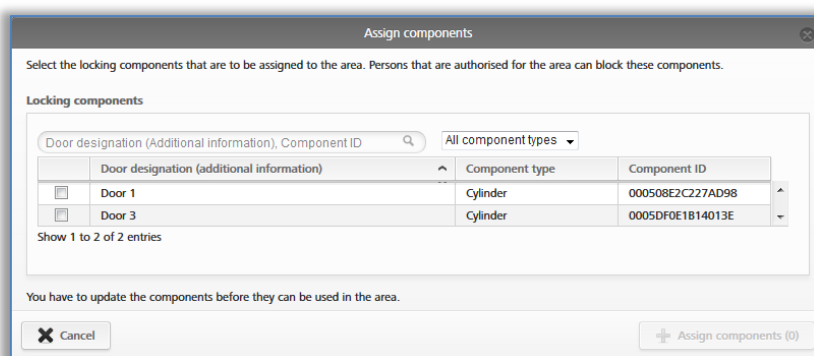 Assign components
Select the locking components that are to be assigned to the area. Persons that are authorised for the area can block these components.
Locking components
Door designation (Additional information), Component ID All component types
Door designation (additional information) Component type Component ID
Door 1 Cylinder 000508E2C227AD98
Door 3 Cylinder 0005DF0E1B14013E
Show 1 to 2 of 2 entries
You have to update the components before they can be used in the area.
Cancel Assign components (0)